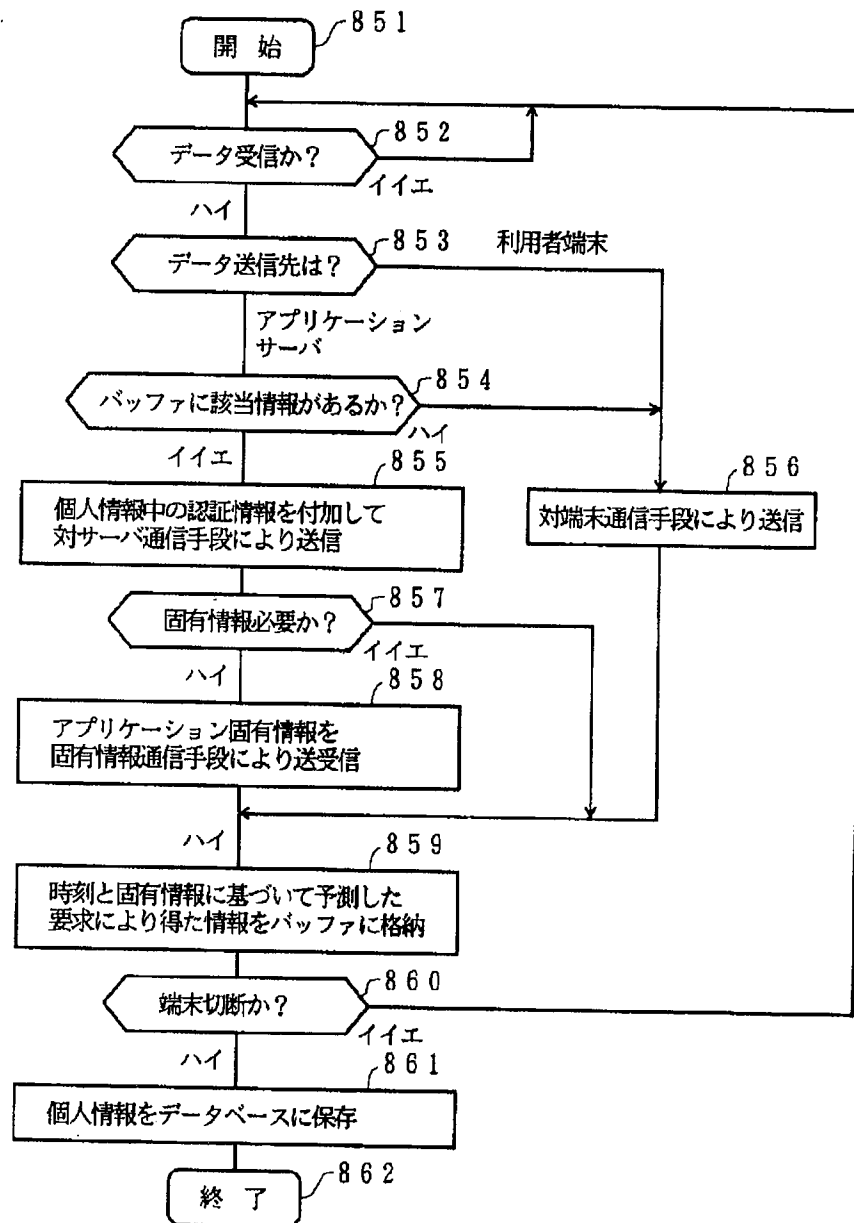 851
開始
852
データ受信か？
イイエ
ハイ
853
利用者端末
データ送信先は？
アプリケーション
サーバ
854
バッファに該当情報があるか？
ハイ
イイエ
855
856
個人情報中の認証情報を付加して
対サーバ通信手段により送信
対端末通信手段により送信
857
固有情報必要か？
イイエ
ハイ
858
アプリケーション固有情報を
固有情報通信手段により送受信
ハイ
859
時刻と固有情報に基づいて予測した
要求により得た情報をバッファに格納
860
端末切断か？
イイエ
ハイ
861
個人情報をデータベースに保存
862
終了